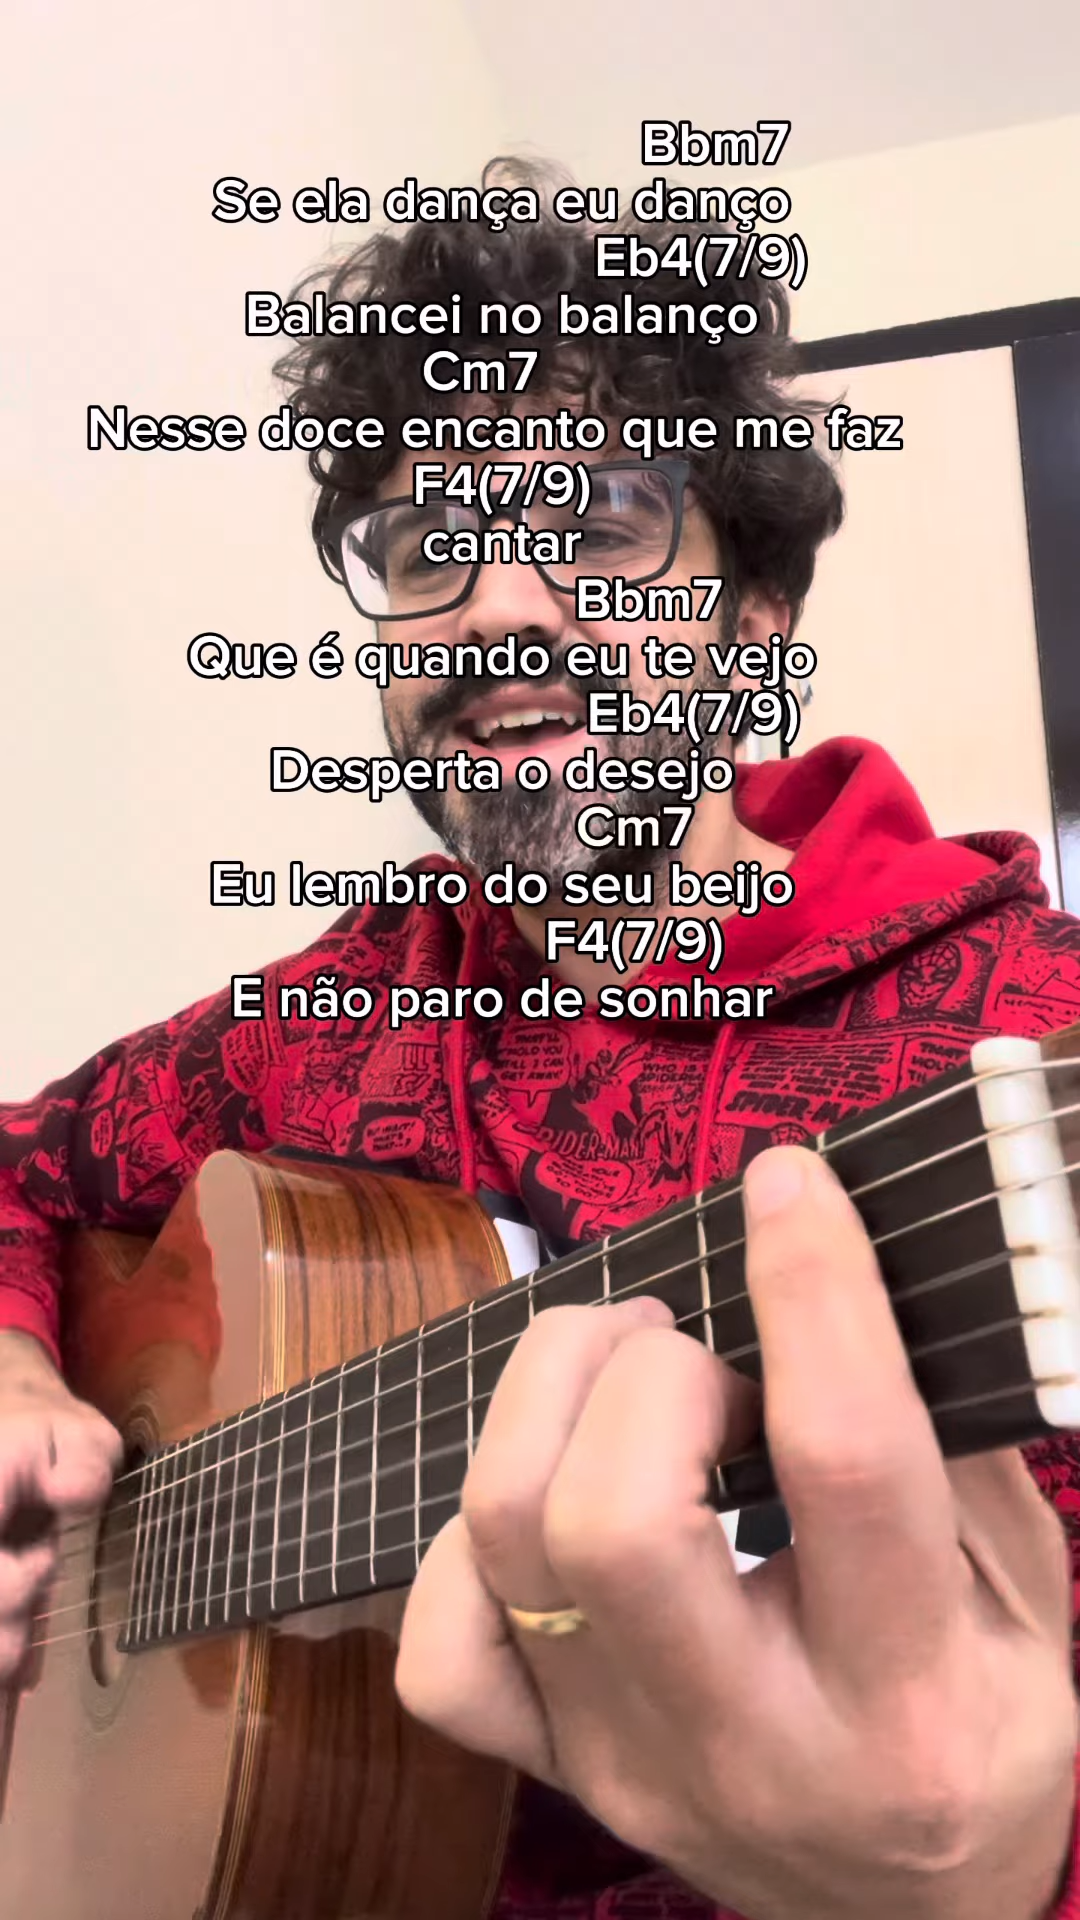 Bbm7
Se ela dança eu danço
Eb4(7/9)
Balancei no balanço
Cm7
Nesse doce encanto que me faz
F4(7/9)
cantar
Bbm7
Que é quando eu te vejo
Eb4(7/9)
Desperta o desejo
Cm7
Eu lembro do seu beijo
F4(7/9)
E não paro de sonhar
SPIDER-MAN